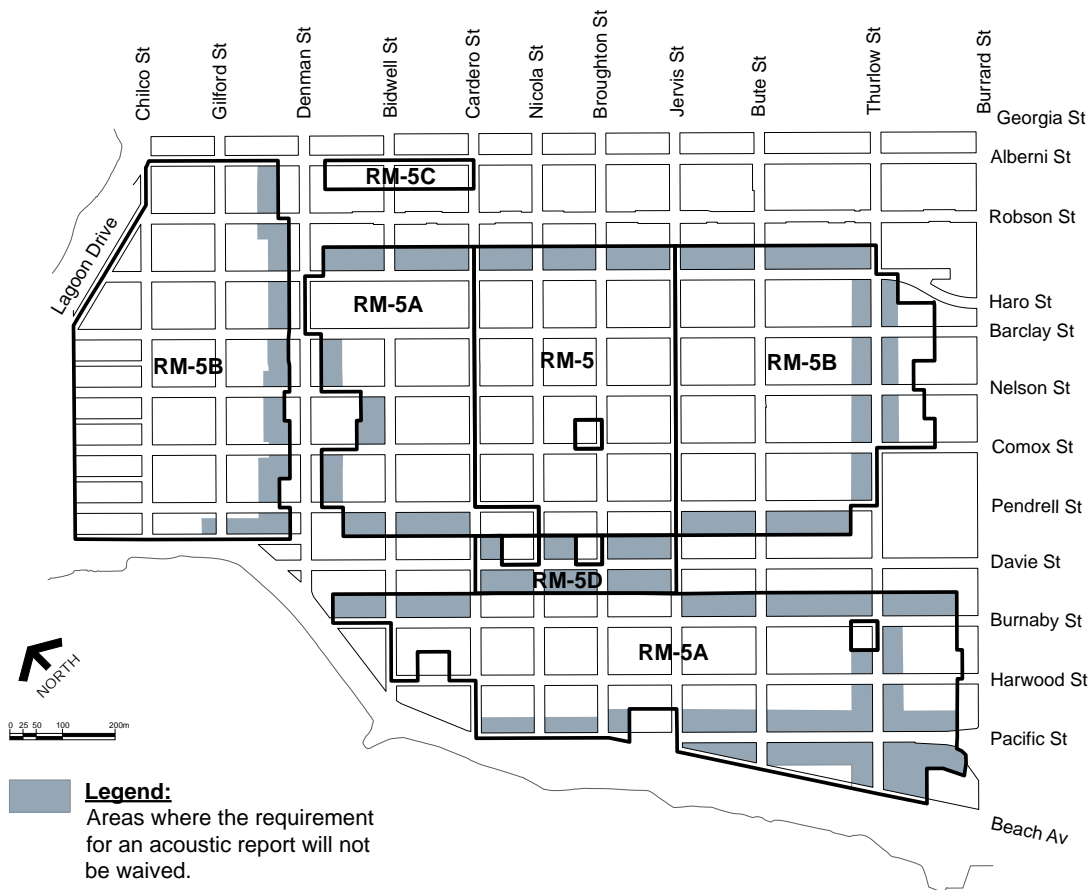 Chilco St
Gilford St
Denman St
Bidwell St
Cardero St
Nicola St
Broughton St
Jervis St
Bute St
Thurlow St
Burrard St
Georgia St
Alberni St
Robson St
Haro St
Barclay St
Nelson St
Comox St
Pendrell St
Davie St
Burnaby St
Harwood St
Pacific St
Beach Av
Lagoon Drive
RM-5C
RM-5A
RM-5
RM-5B
RM-5B
RM-5D
RM-5A
NORTH
0 25 50 100 200m
Legend:
Areas where the requirement
for an acoustic report will not
be waived.